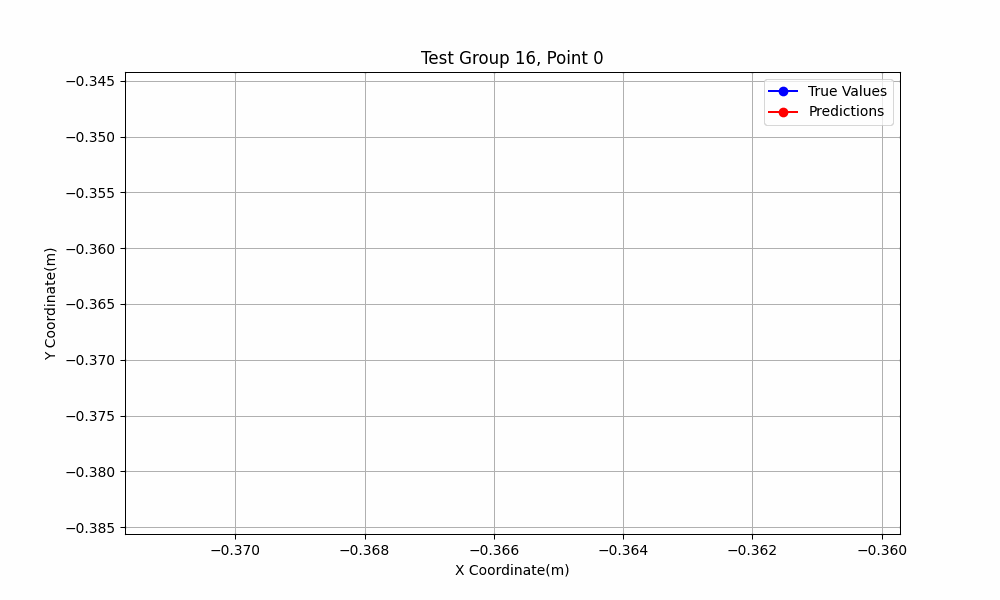 Test Group 16, Point 0
True Values
Predictions
Y Coordinate(m)
−0.345
−0.350
−0.355
−0.360
−0.365
−0.370
−0.375
−0.380
−0.385
−0.370 −0.368 −0.366 −0.364 −0.362 −0.360
X Coordinate(m)